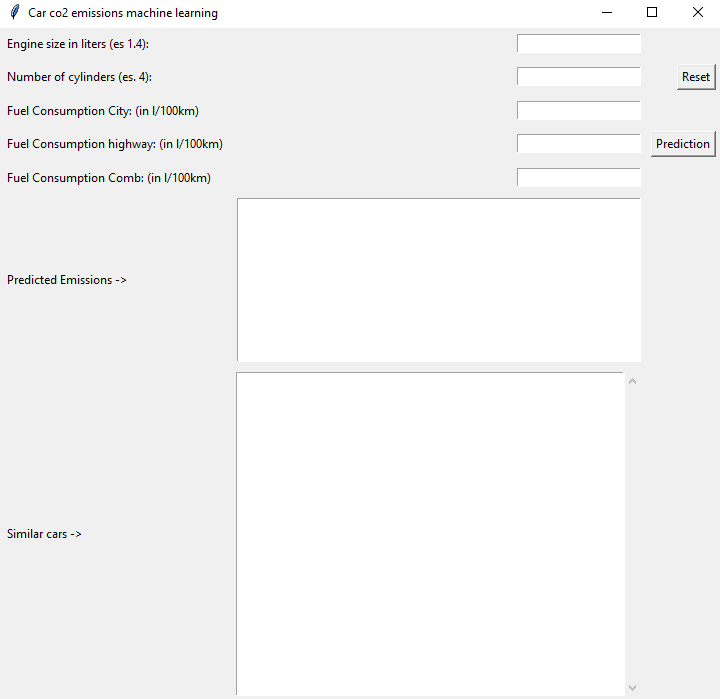 Car co2 emissions machine learning
Engine size in liters (es 1.4):
Number of cylinders (es. 4):
Reset
Fuel Consumption City: (in l/100km)
Fuel Consumption highway: (in l/100km)
Prediction
Fuel Consumption Comb: (in l/100km)
Predicted Emissions ->
Similar cars ->